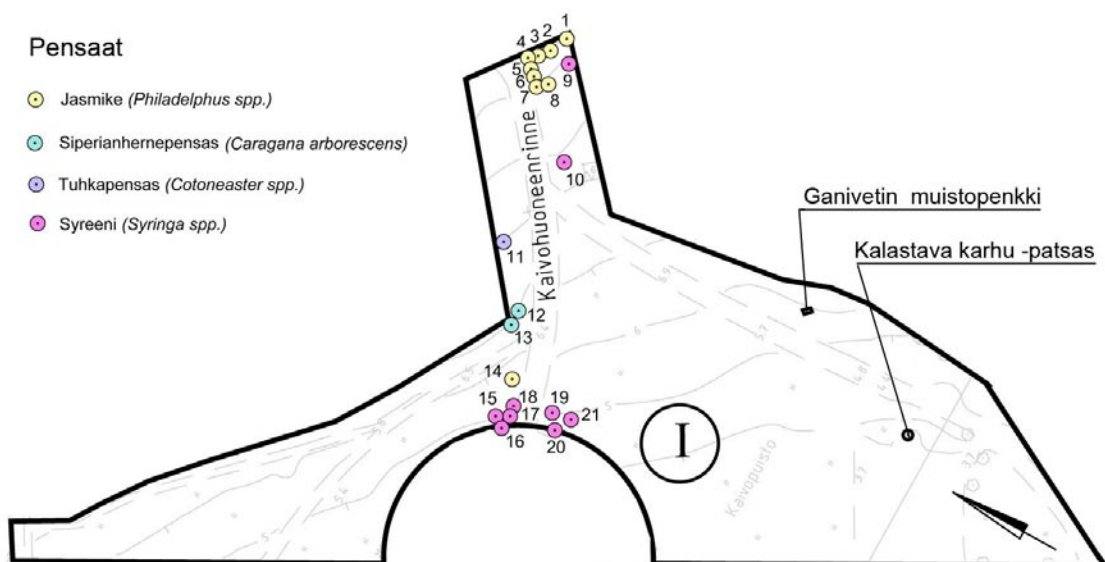 Pensaat
Jasmike (Philadelphus spp.)
Siperianhernepensas (Caragana arborescens)
Tuhkapensas (Cotoneaster spp.)
Syreeni (Syringa spp.)
1
2
3
4
5
6
7
8
9
10
Kaivohuoneenrinne
11
12
13
14
15
16
17
18
19
20
21
Ganivetin muistopenkki
Kalastava karhu -patsas
I
Kaivopuisto